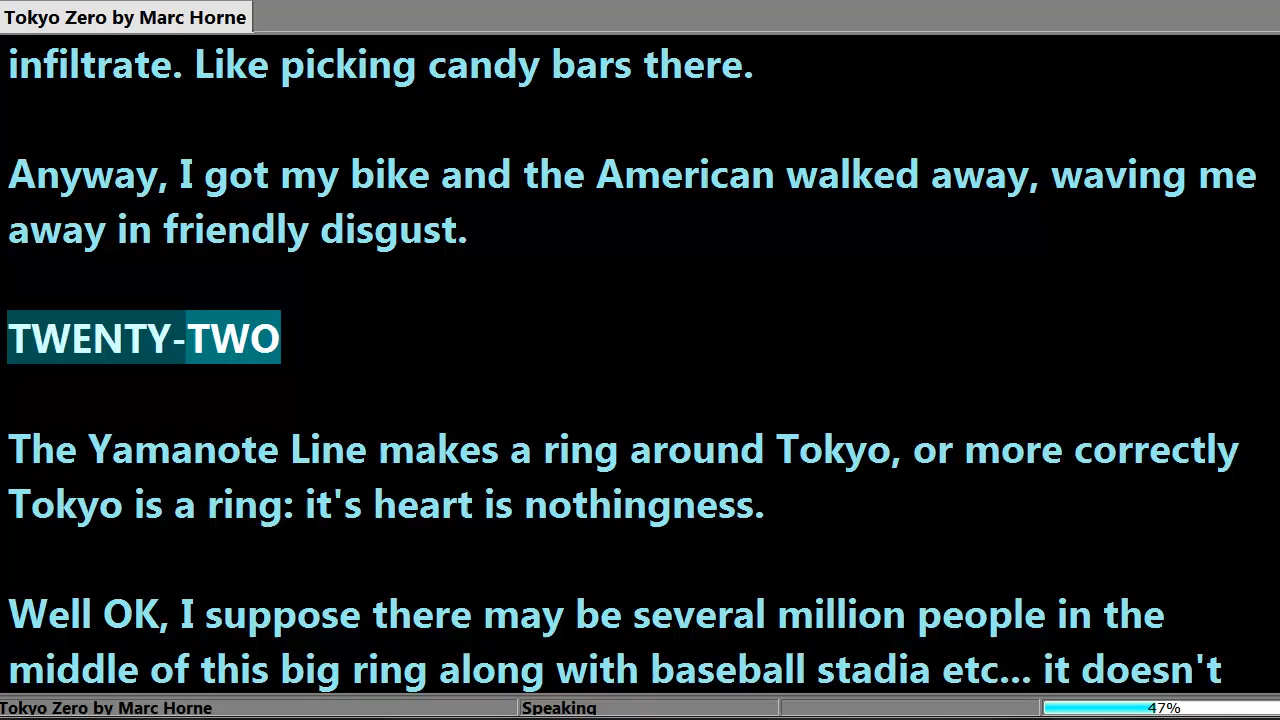 Tokyo Zero by Marc Horne
infiltrate. Like picking candy bars there.
Anyway, I got my bike and the American walked away, waving me
away in friendly disgust.
TWENTY-TWO
The Yamanote Line makes a ring around Tokyo, or more correctly
Tokyo is a ring: it's heart is nothingness.
Well OK, I suppose there may be several million people in the
middle of this big ring along with baseball stadia etc... it doesn't
Tokyo Zero by Marc Horne
Speaking
47%